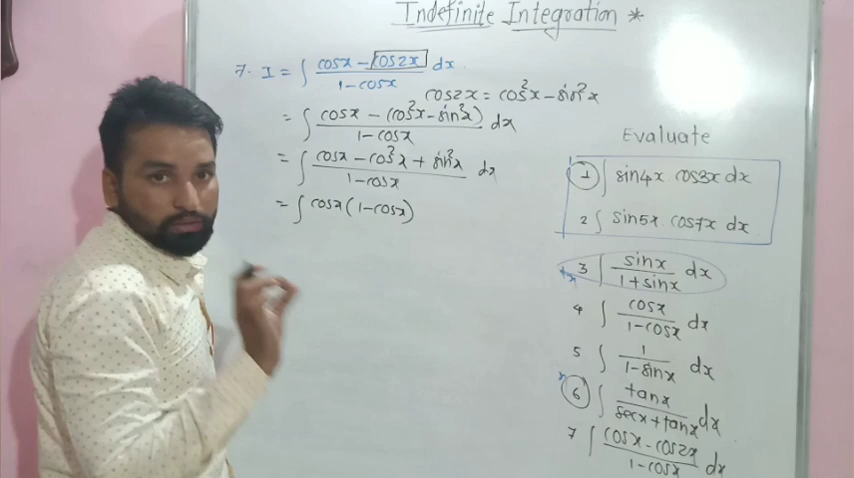 Indefinite Integration *
7. I = ∫ (cosx - cos2x)/(1-cosx) dx
cos2x = cos²x - sin²x
= ∫ (cosx - (cos²x - sin²x))/(1-cosx) dx
= ∫ (cosx - cos²x + sin²x)/(1-cosx) dx
= ∫ cosx (1-cosx)
Evaluate
1 ∫ sin4x cos3x dx
2 ∫ sin5x cos7x dx
3 ∫ sinx/(1+sinx) dx
4 ∫ cosx/(1-cosx) dx
5 ∫ 1/(1-sinx) dx
6 ∫ tanx/(secx+tanx) dx
7 ∫ (cosx-cos2x)/(1-cosx) dx